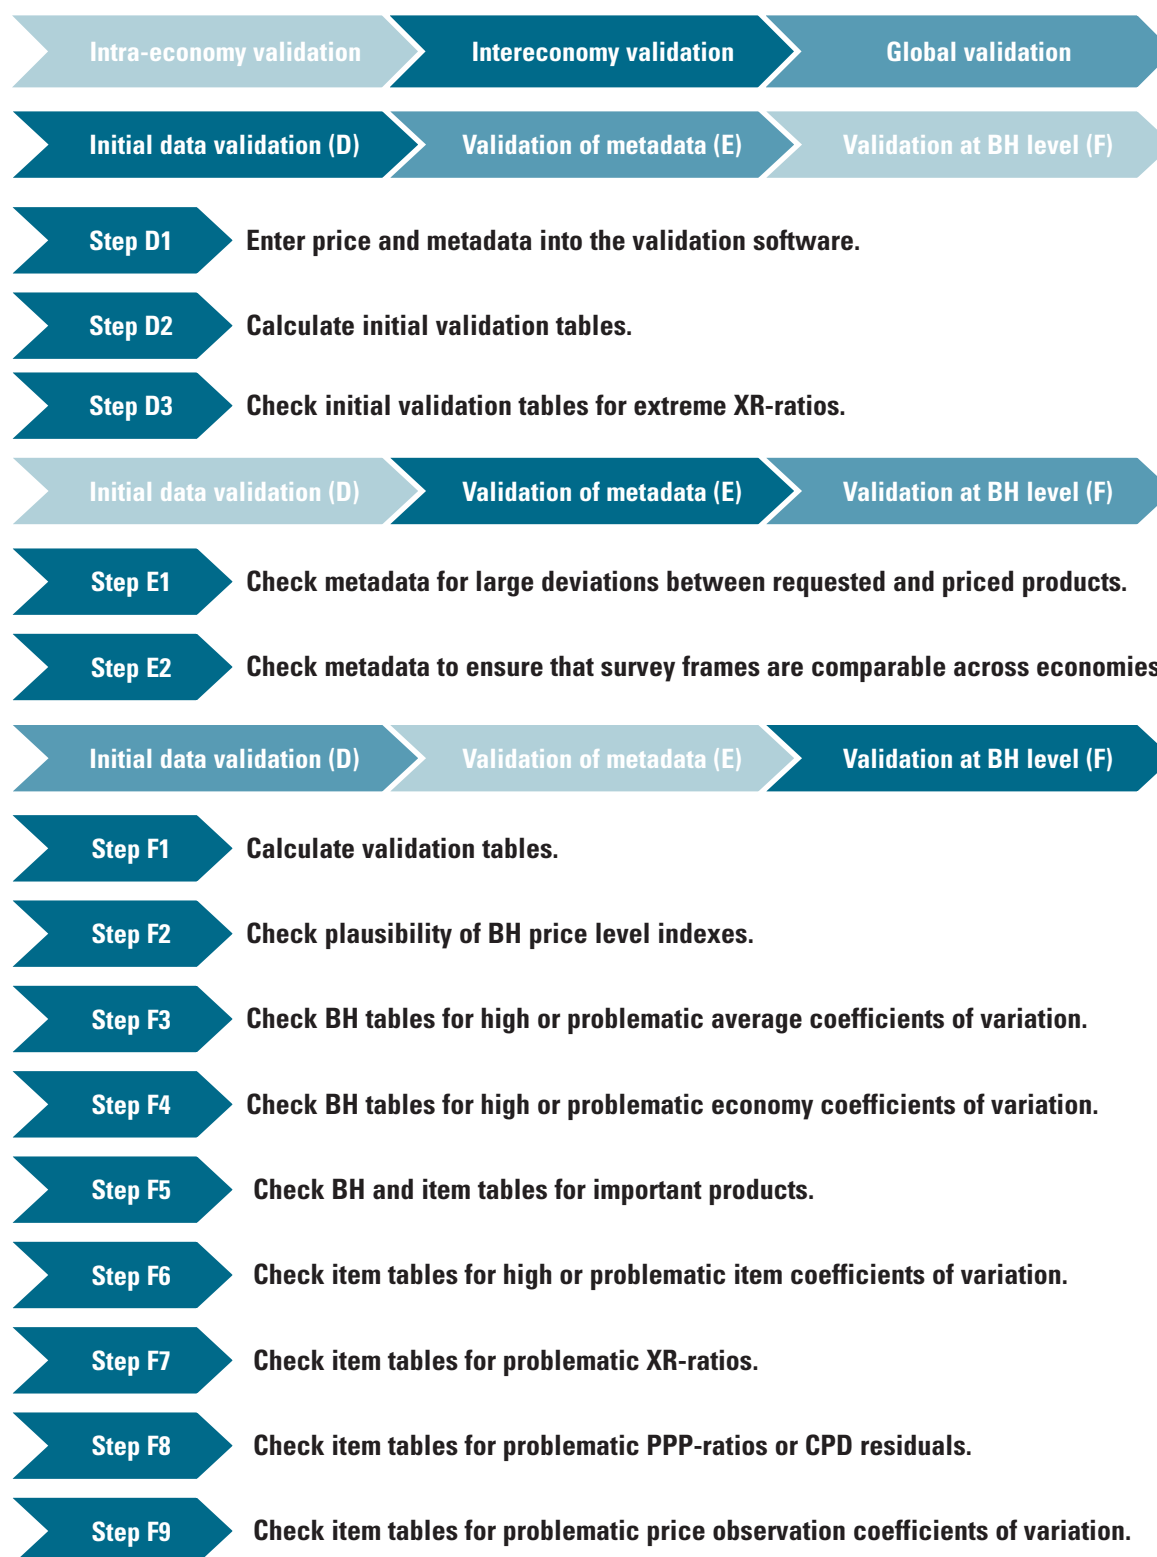 Intra-economy validation Intereconomy validation Global validation
Initial data validation (D) Validation of metadata (E) Validation at BH level (F)
Step D1 Enter price and metadata into the validation software.
Step D2 Calculate initial validation tables.
Step D3 Check initial validation tables for extreme XR-ratios.
Initial data validation (D) Validation of metadata (E) Validation at BH level (F)
Step E1 Check metadata for large deviations between requested and priced products.
Step E2 Check metadata to ensure that survey frames are comparable across economies
Initial data validation (D) Validation of metadata (E) Validation at BH level (F)
Step F1 Calculate validation tables.
Step F2 Check plausibility of BH price level indexes.
Step F3 Check BH tables for high or problematic average coefficients of variation.
Step F4 Check BH tables for high or problematic economy coefficients of variation.
Step F5 Check BH and item tables for important products.
Step F6 Check item tables for high or problematic item coefficients of variation.
Step F7 Check item tables for problematic XR-ratios.
Step F8 Check item tables for problematic PPP-ratios or CPD residuals.
Step F9 Check item tables for problematic price observation coefficients of variation.